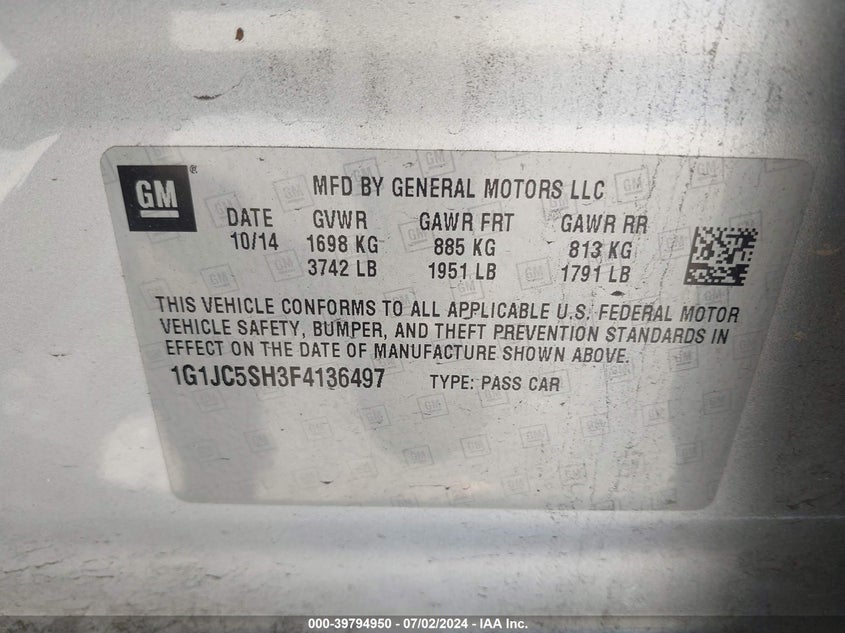 GM®
MFD BY GENERAL MOTORS LLC
DATE GVWR GAWR FRT GAWR RR
10/14 1698 KG 885 KG 813 KG
3742 LB 1951 LB 1791 LB
THIS VEHICLE CONFORMS TO ALL APPLICABLE U.S. FEDERAL MOTOR
VEHICLE SAFETY, BUMPER, AND THEFT PREVENTION STANDARDS IN
EFFECT ON THE DATE OF MANUFACTURE SHOWN ABOVE.
1G1JC5SH3F4136497 TYPE: PASS CAR
000-39794950 - 07/02/2024 - IAA Inc.